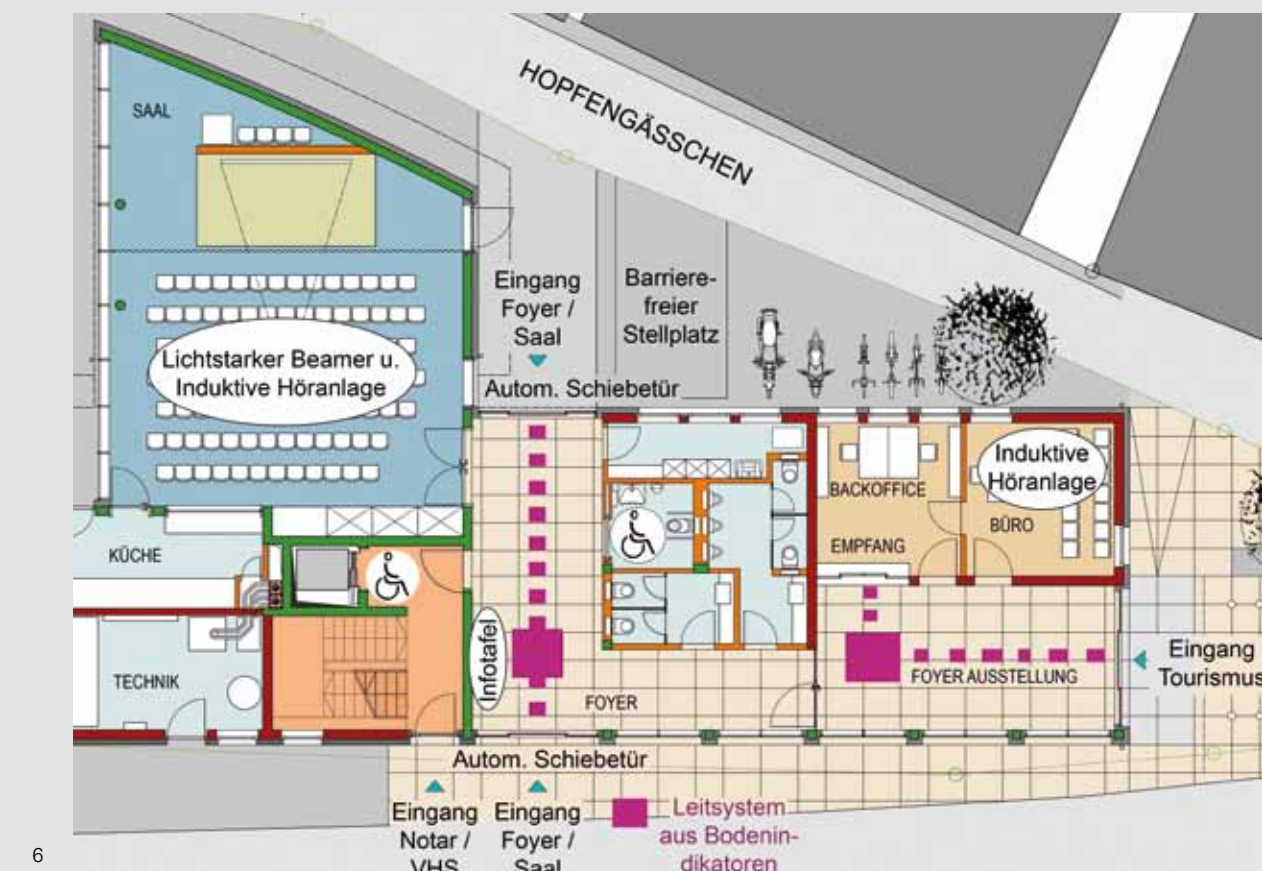 SAAL
HOPFENGÄSSCHEN
Eingang
Foyer /
Saal
Barriere-
freier
Stellplatz
Lichtstarker Beamer u.
Induktive Höranlage
Autom. Schiebetür
Induktive
Höranlage
BACKOFFICE
BÜRO
EMPFANG
KÜCHE
Infotafel
TECHNIK
FOYER
FOYER AUSSTELLUNG
Eingang
Tourismus
Autom. Schiebetür
Eingang
Notar /
VHS
Eingang
Foyer /
Saal
Leitsystem
aus Bodenin-
dikatoren
6